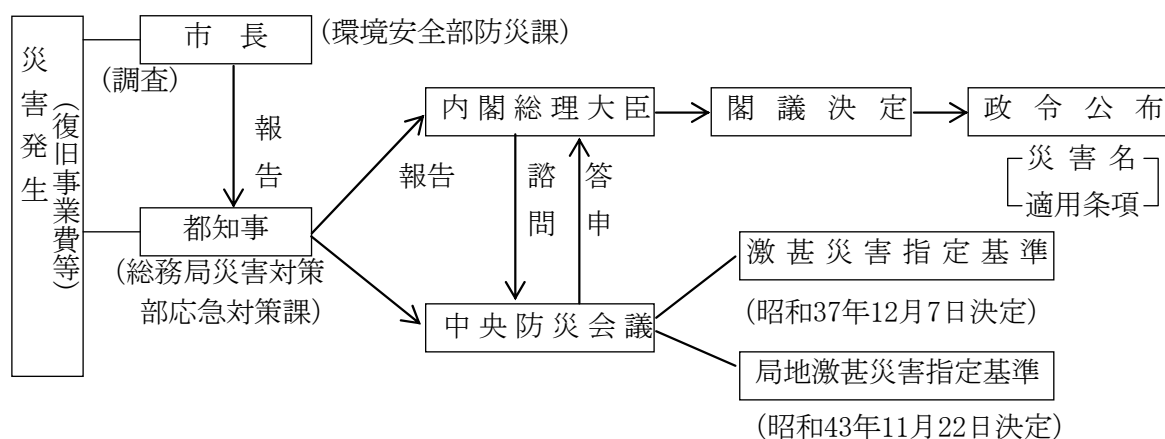 災害発生
(復旧事業費等)
市長
(環境安全部防災課)
(調査)
報告
都知事
(総務局災害対策
部応急対策課)
報告
内閣総理大臣
閣議決定
政令公布
災害名
適用条項
諮問
答申
中央防災会議
激甚災害指定基準
(昭和37年12月7日決定)
局地激甚災害指定基準
(昭和43年11月22日決定)